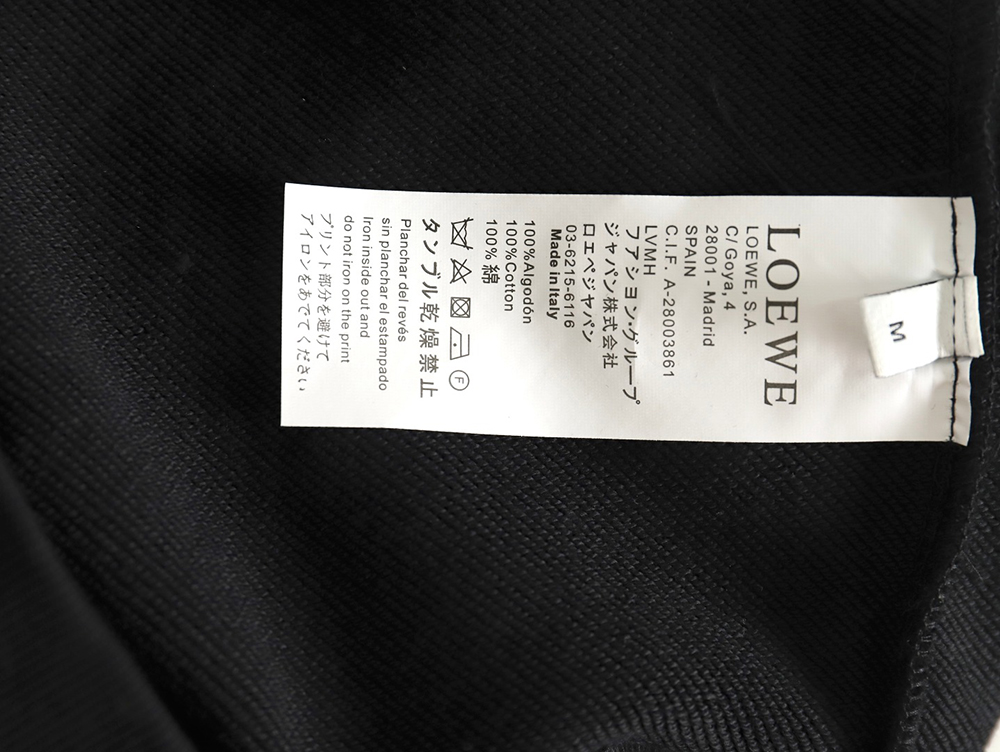 LOEWE
LOEWE, S.A.
C/Goya, 4
28001 - Madrid
SPAIN
C.I.F. A-28003861
LVMH
ファション·グループ
ジャパン株式会社
ロェペジャパン
03-6215-6116
Made in Italy
100%Algodón
100%Cotton
100% 綿
F
タンブル乾燥禁止
Planchar del revés
sin planchar el estampado
Iron inside out and
do not iron on the print
プリント部分を避けて
アイロンをあでてください
M